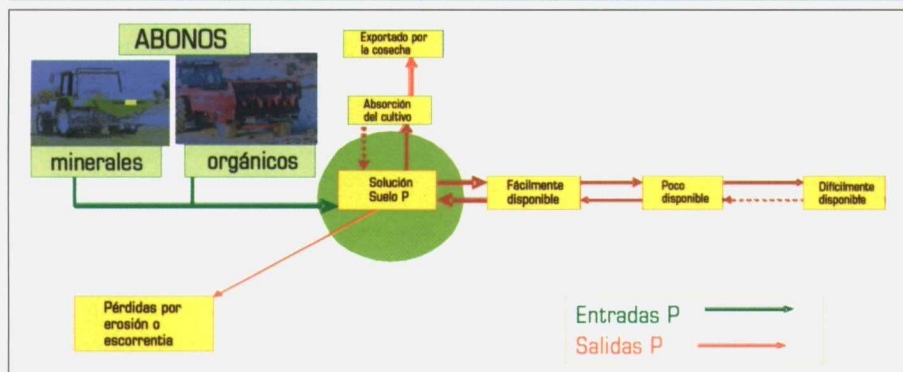 ABONOS
minerales
orgánicos
Exportado por
la cosecha
Absorción
del cultivo
Solución
Suelo P
Fácilmente
disponible
Poco
disponible
Difícilmente
disponible
Pérdidas por
erosión o
escorrentia
Entradas P
Salidas P